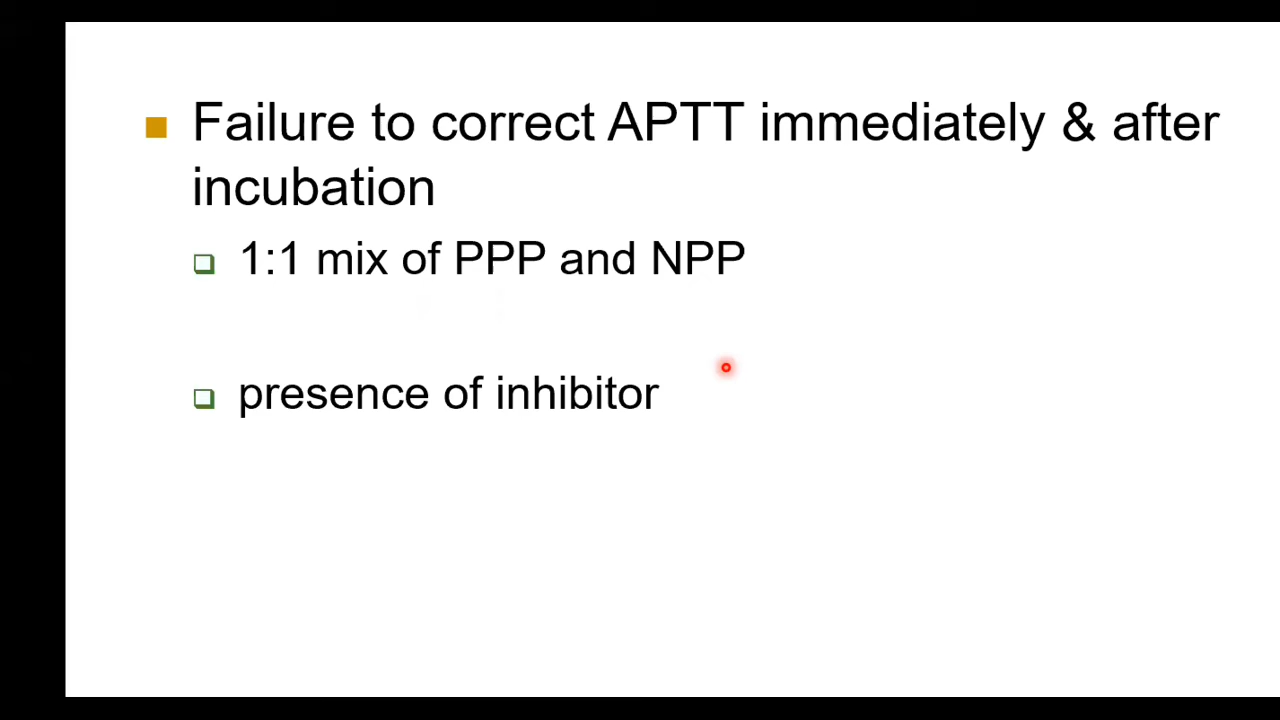 Failure to correct APTT immediately & after
incubation
1:1 mix of PPP and NPP
presence of inhibitor